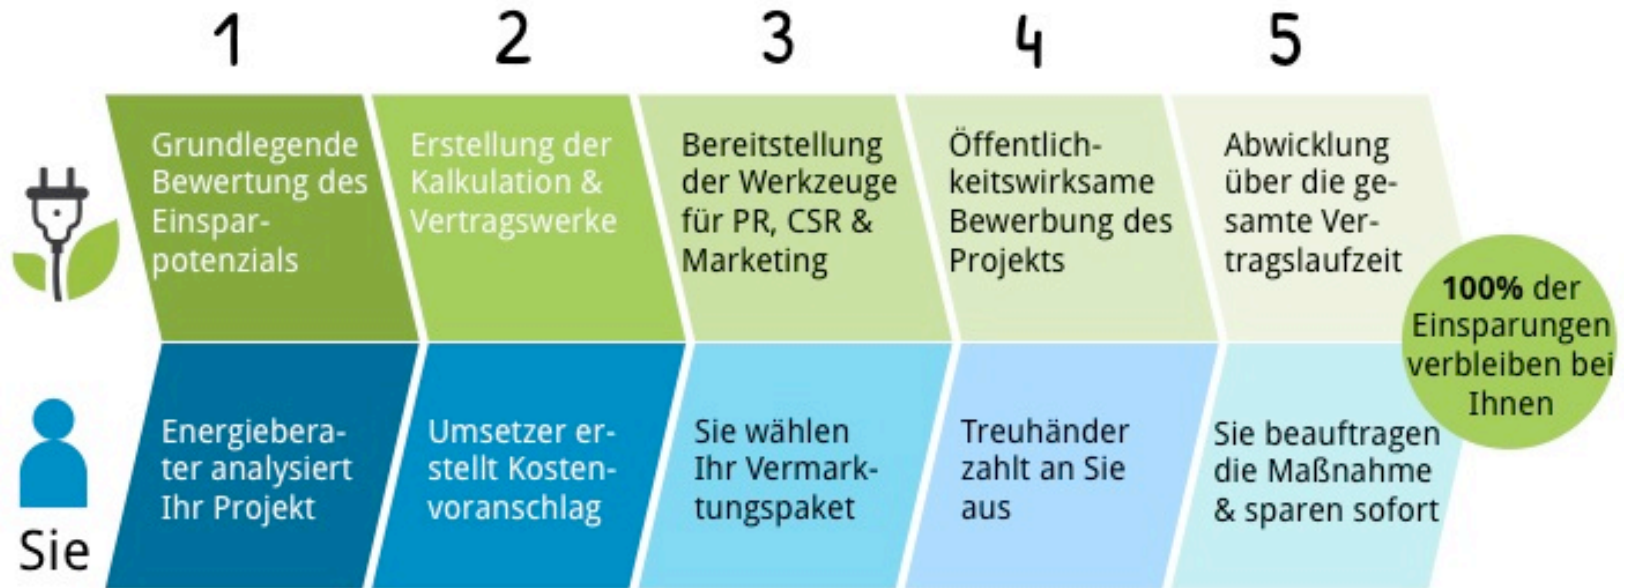 1 2 3 4 5
Grundlegende
Bewertung des
Einspar-
potenzials
Erstellung der
Kalkulation &
Vertragswerke
Bereitstellung
der Werkzeuge
für PR, CSR &
Marketing
Öffentlich-
keitswirksame
Bewerbung des
Projekts
Abwicklung
über die ge-
samte Ver-
tragslaufzeit
100% der
Einsparungen
verbleiben bei
Ihnen
Sie
Energiebera-
ter analysiert
Ihr Projekt
Umsetzer er-
stellt Kosten-
voranschlag
Sie wählen
Ihr Vermark-
tungspaket
Treuhänder
zahlt an Sie
aus
Sie beauftragen
die Maßnahme
& sparen sofort